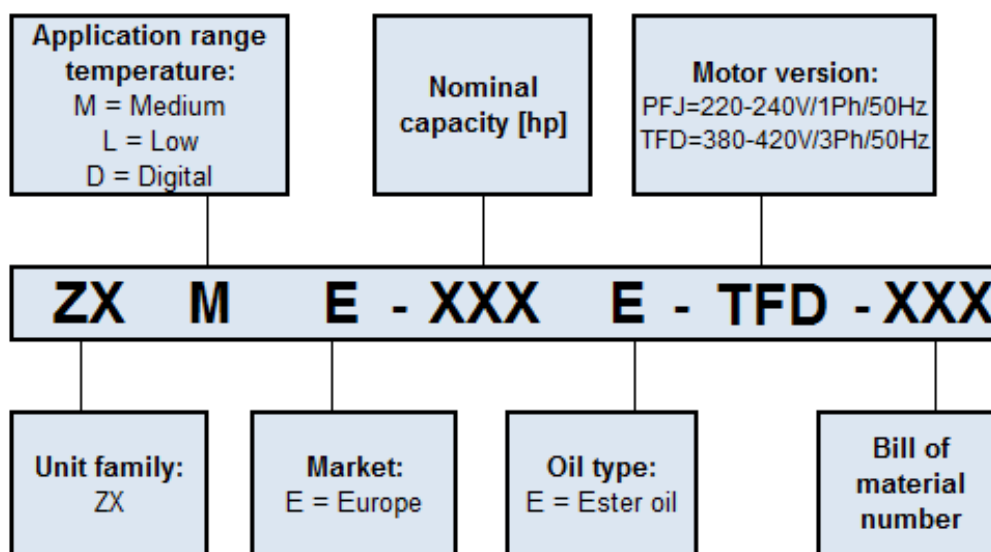 Application range
temperature:
M = Medium
L = Low
D = Digital
Nominal
capacity [hp]
Motor version:
PFJ=220-240V/1Ph/50Hz
TFD=380-420V/3Ph/50Hz
ZX M E - XXX E - TFD - XXX
Unit family:
ZX
Market:
E = Europe
Oil type:
E = Ester oil
Bill of
material
number